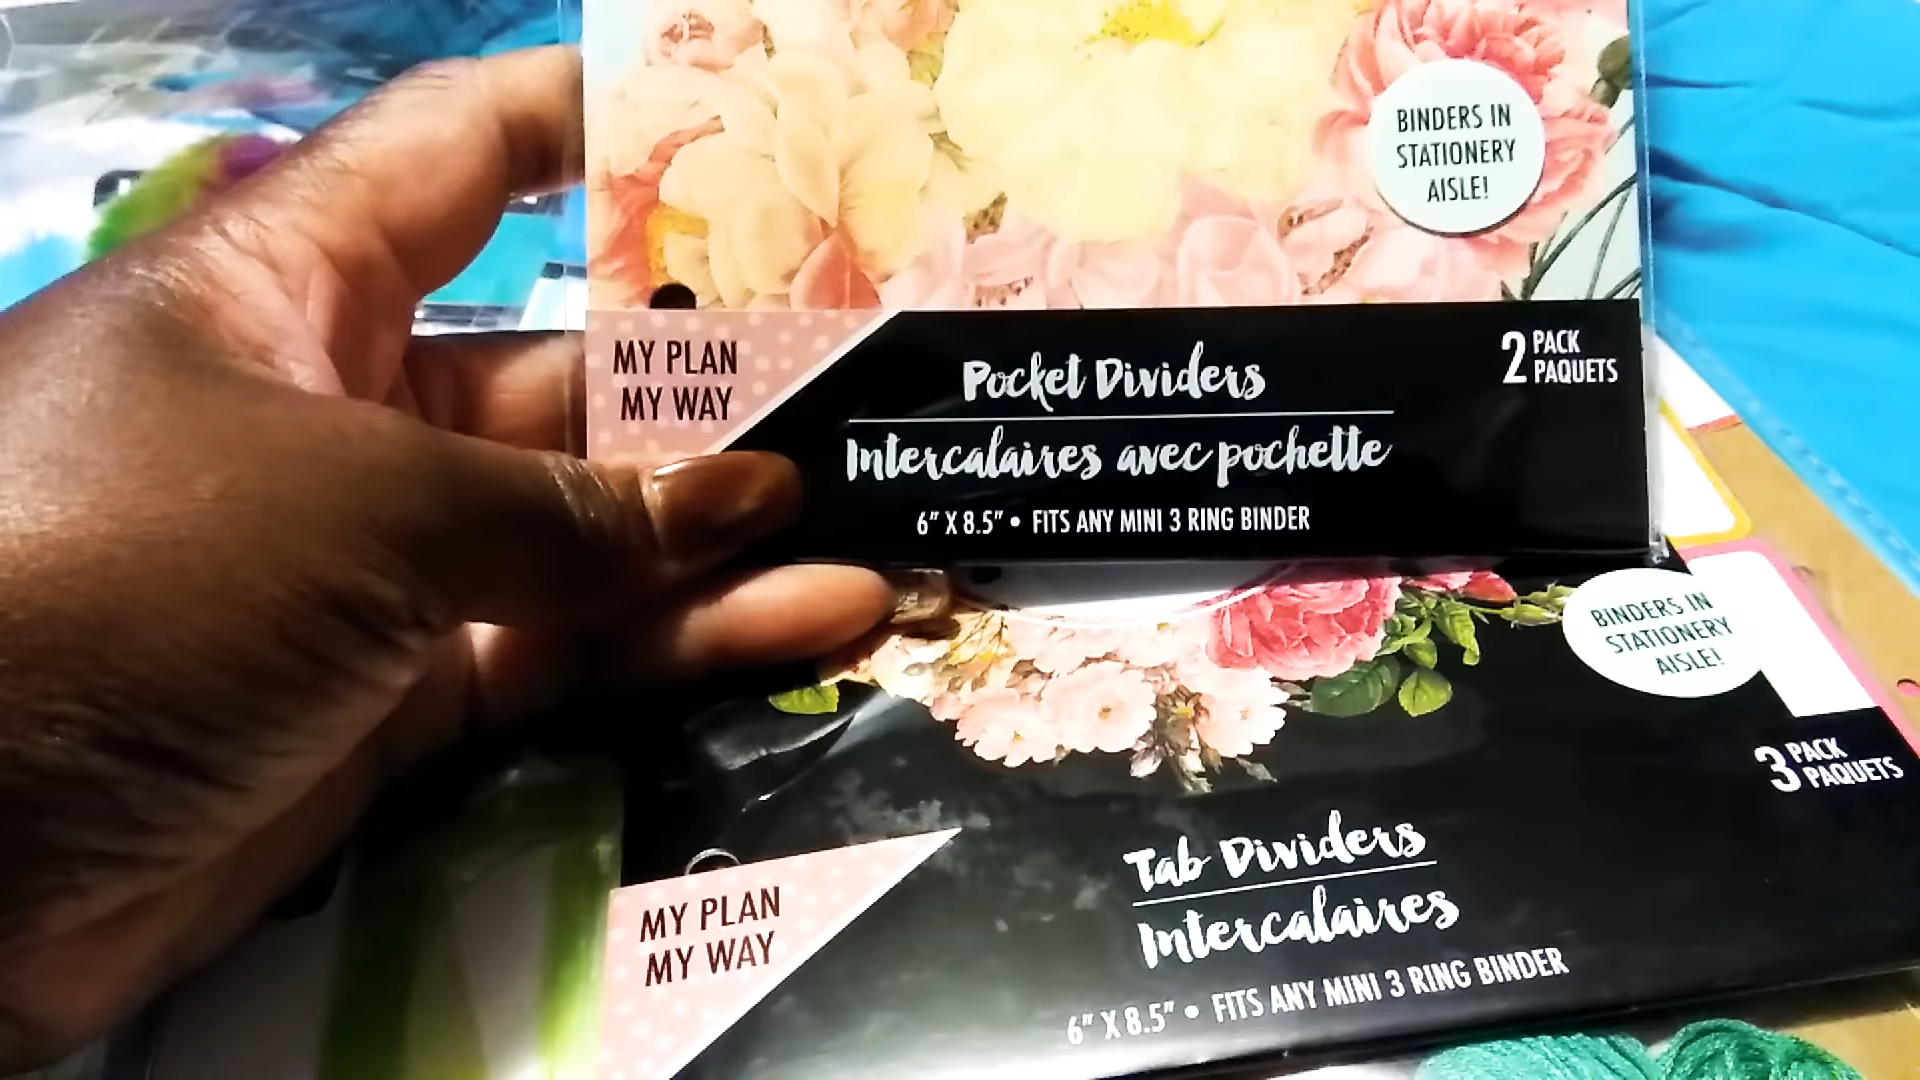 BINDERS IN
STATIONERY
AISLE!
MY PLAN
MY WAY
Pocket Dividers
Intercalaires avec pochette
6" X 8.5" • FITS ANY MINI 3 RING BINDER
2 PACK
PAQUETS
BINDERS IN
STATIONERY
AISLE!
3 PACK
PAQUETS
MY PLAN
MY WAY
Tab Dividers
Intercalaires
6" X 8.5" • FITS ANY MINI 3 RING BINDER